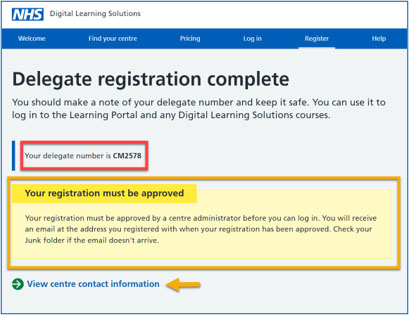 NHS Digital Learning Solutions
Welcome Find your centre Pricing Log in Register Help
Delegate registration complete
You should make a note of your delegate number and keep it safe. You can use it to
log in to the Learning Portal and any Digital Learning Solutions courses.
Your delegate number is CM2578
Your registration must be approved
Your registration must be approved by a centre administrator before you can log in. You will receive
an email at the address you registered with when your registration has been approved. Check your
Junk folder if the email doesn't arrive.
View centre contact information